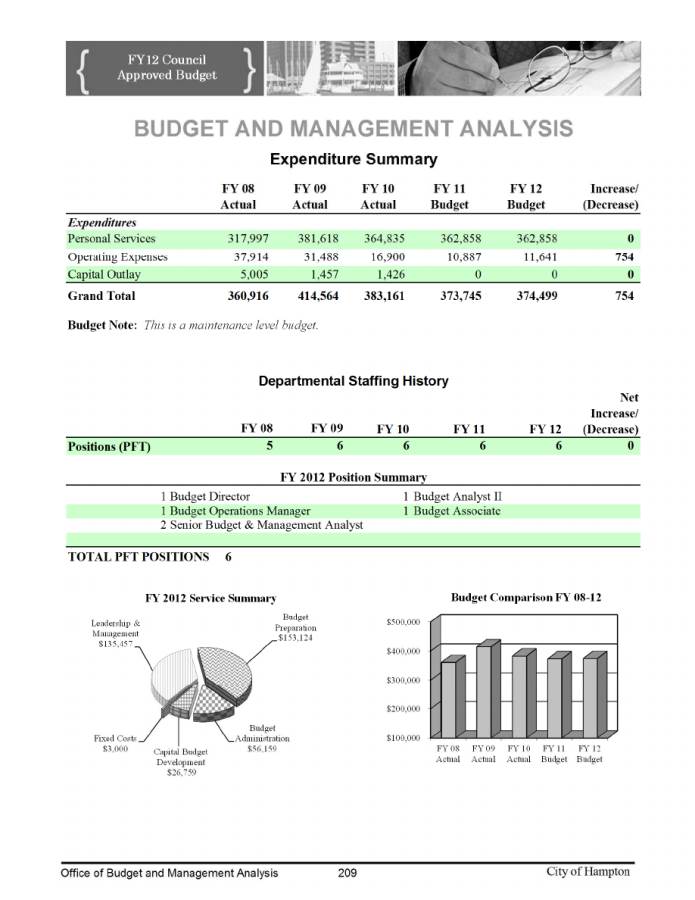 FY12 Council
Approved Budget
BUDGET AND MANAGEMENT ANALYSIS
Expenditure Summary
FY 08 FY 09 FY 10 FY 11 FY 12 Increase/
Actual Actual Actual Budget Budget (Decrease)
Expenditures
Personal Services 317,997 381,618 364,835 362,858 362,858 0
Operating Expenses 37,914 31,488 16,900 10,887 11,641 754
Capital Outlay 5,005 1,457 1,426 0 0 0
Grand Total 360,916 414,564 383,161 373,745 374,499 754
Budget Note: This is a maintenance level budget.
Departmental Staffing History
Net
Increase/
FY 08 FY 09 FY 10 FY 11 FY 12 (Decrease)
Positions (PFT) 5 6 6 6 6 0
FY 2012 Position Summary
1 Budget Director 1 Budget Analyst II
1 Budget Operations Manager 1 Budget Associate
2 Senior Budget & Management Analyst
TOTAL PFT POSITIONS 6
FY 2012 Service Summary
Leadership &
Management
$135,457
Budget
Preparation
$153,124
Fixed Costs
$3,000
Capital Budget
Development
$26,759
Budget
Administration
$56,159
Budget Comparison FY 08-12
$500,000
$400,000
$300,000
$200,000
$100,000
FY 08 FY 09 FY 10 FY 11 FY 12
Actual Actual Actual Budget Budget
Office of Budget and Management Analysis 209 City of Hampton